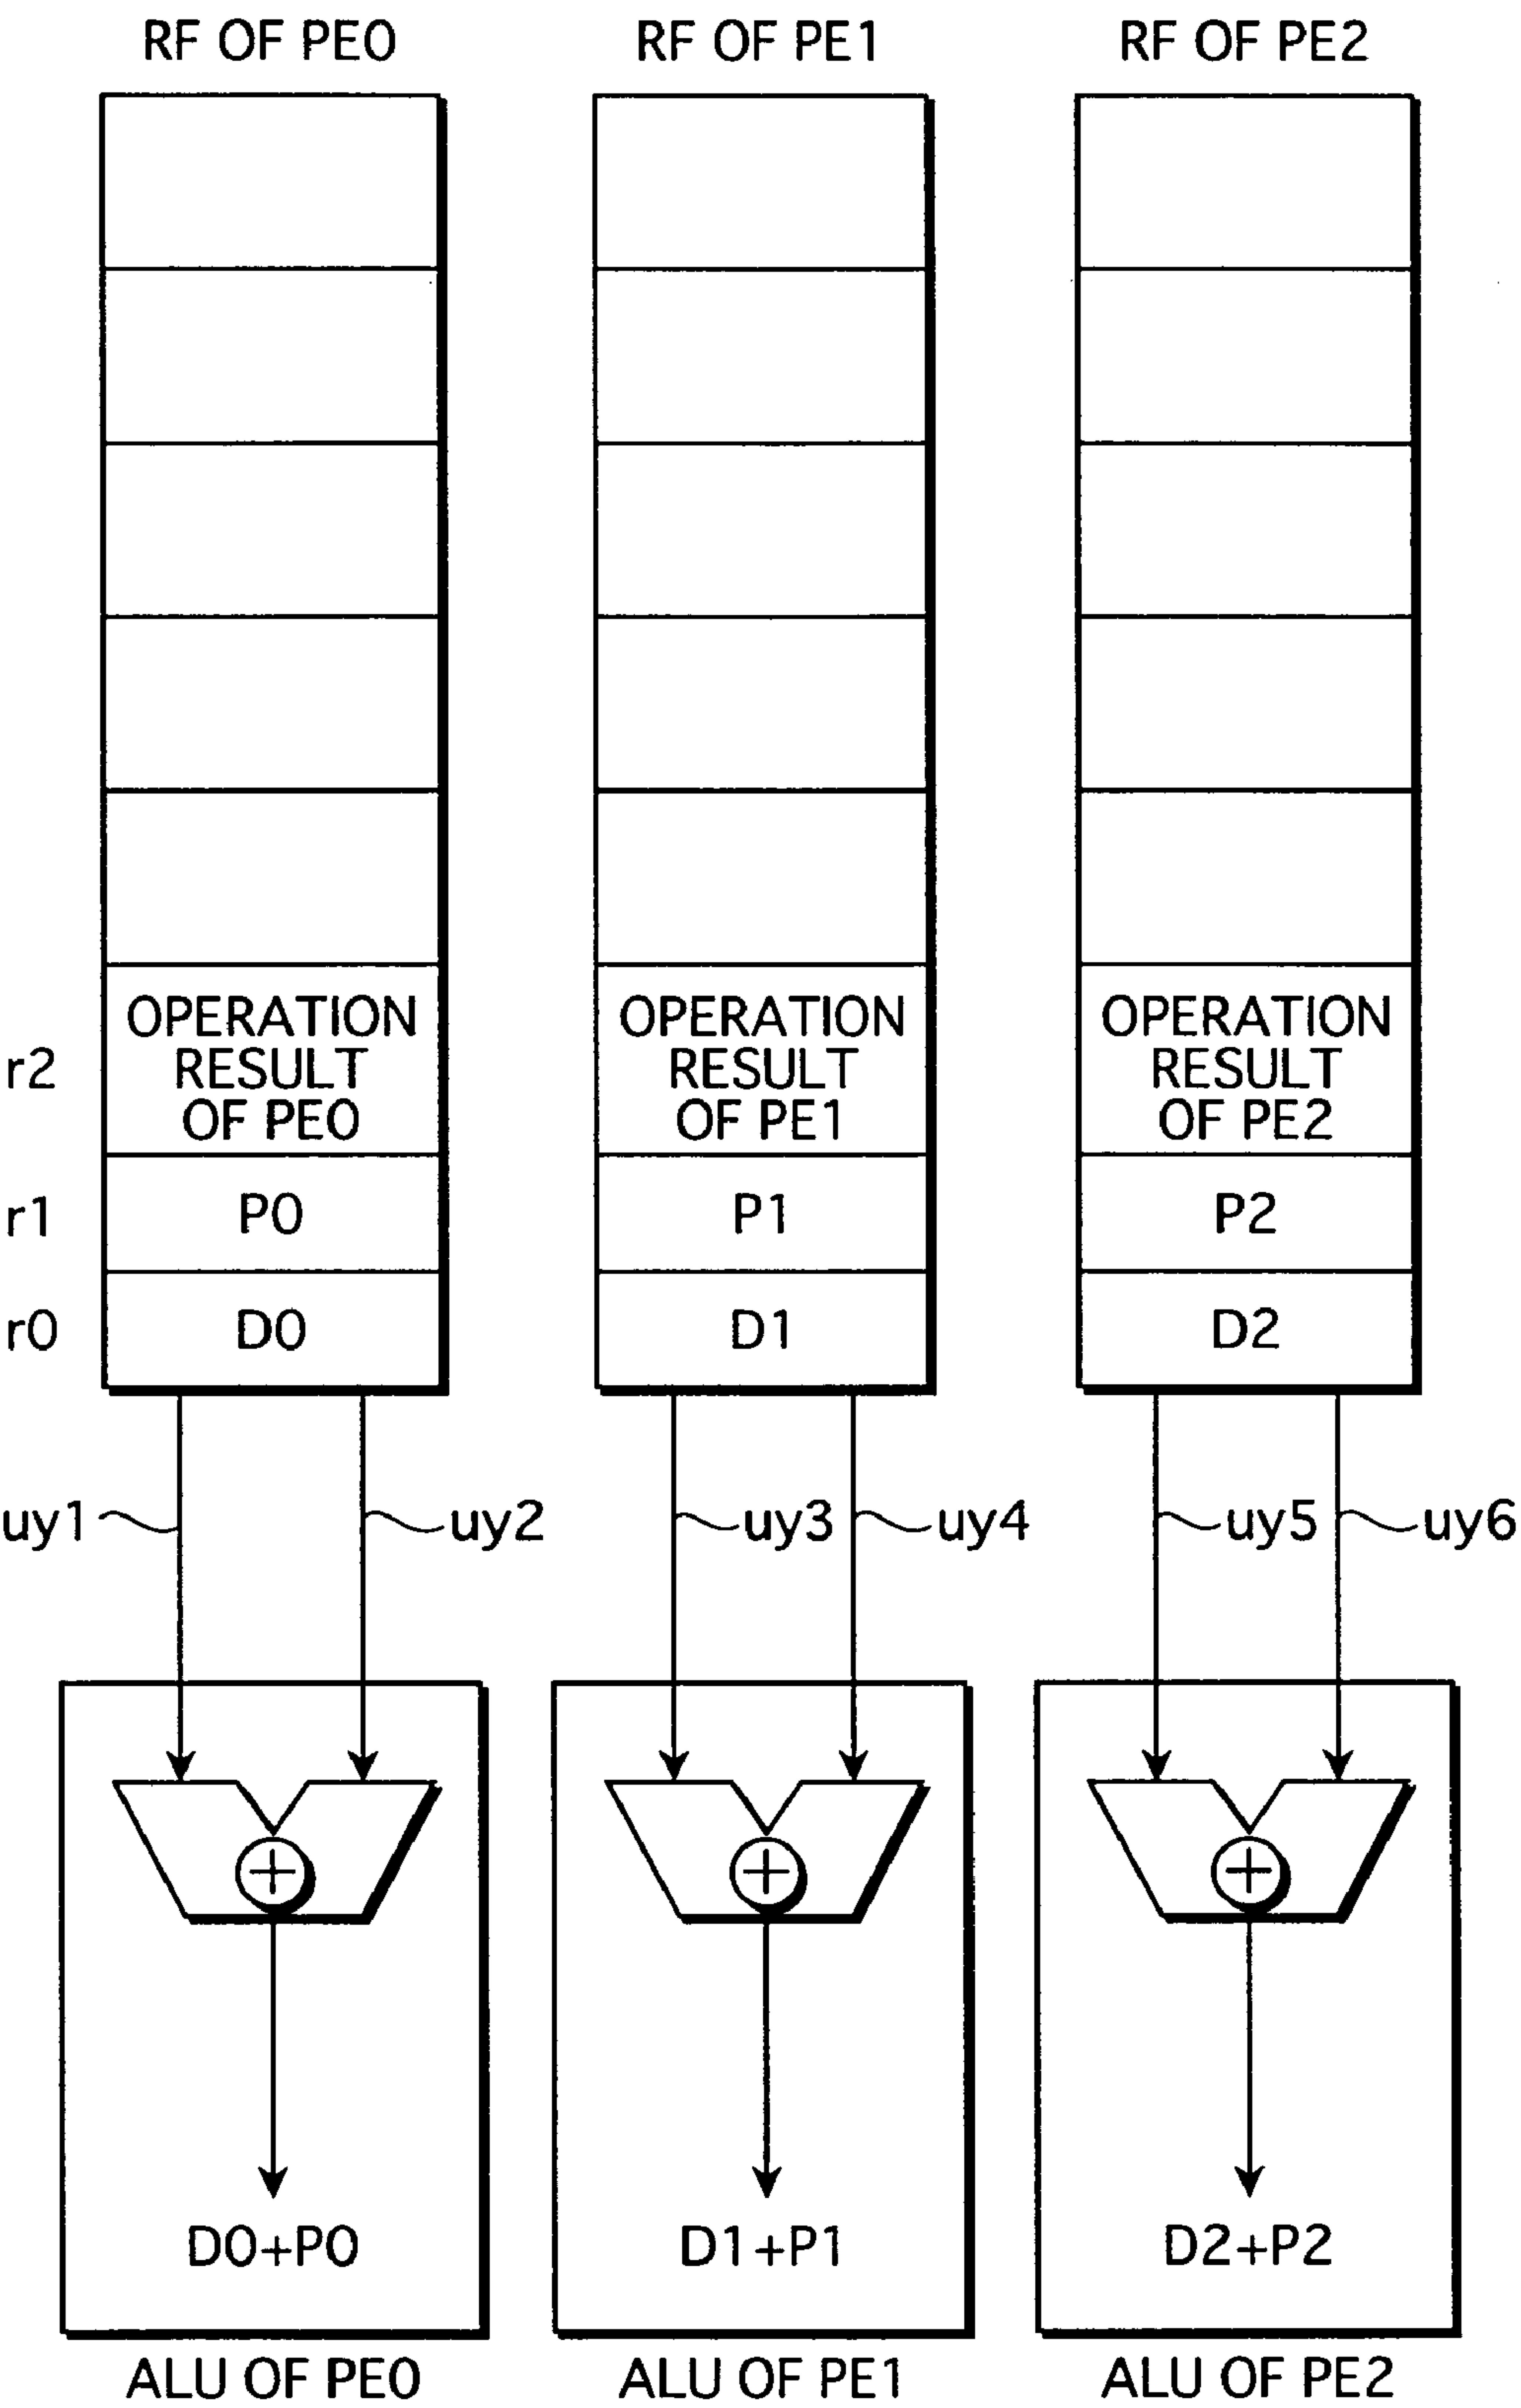 RF OF PE0
RF OF PE1
RF OF PE2
OPERATION
RESULT
OF PE0
OPERATION
RESULT
OF PE1
OPERATION
RESULT
OF PE2
r2
r1
P0
P1
P2
r0
D0
D1
D2
uy1
uy2
uy3
uy4
uy5
uy6
D0+P0
D1+P1
D2+P2
ALU OF PE0
ALU OF PE1
ALU OF PE2